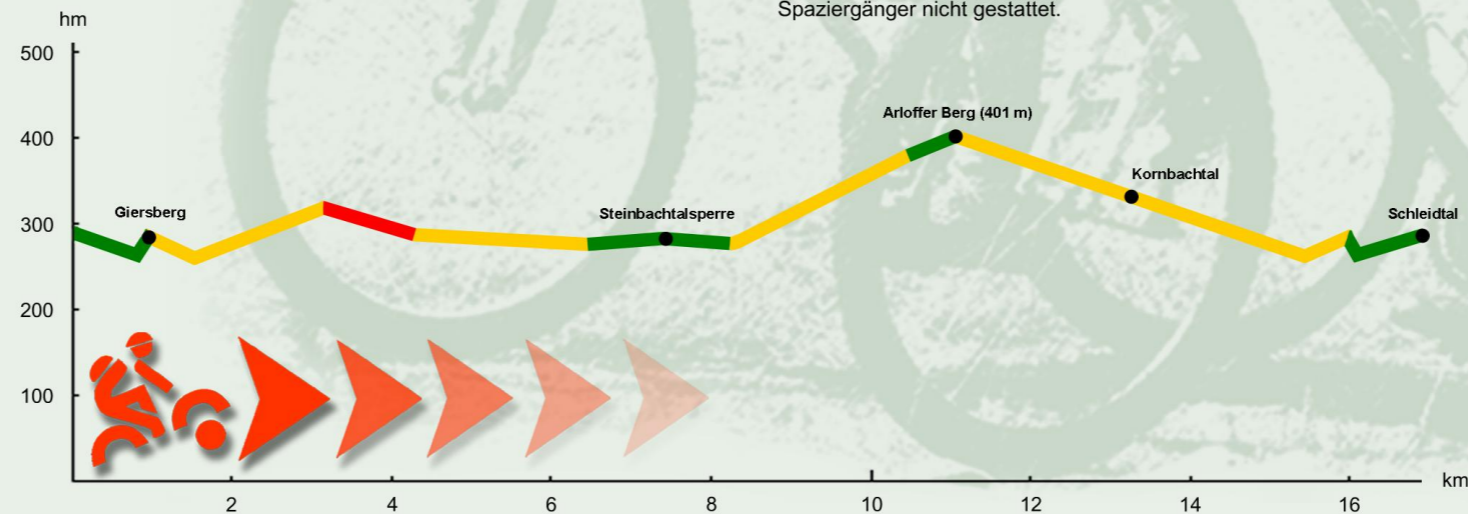 Spaziergänger nicht gestattet.
hm
500
400
300
200
100
Giersberg
Steinbachtalsperre
Arloffer Berg (401 m)
Kornbachtal
Schleidtal
2 4 6 8 10 12 14 16
km